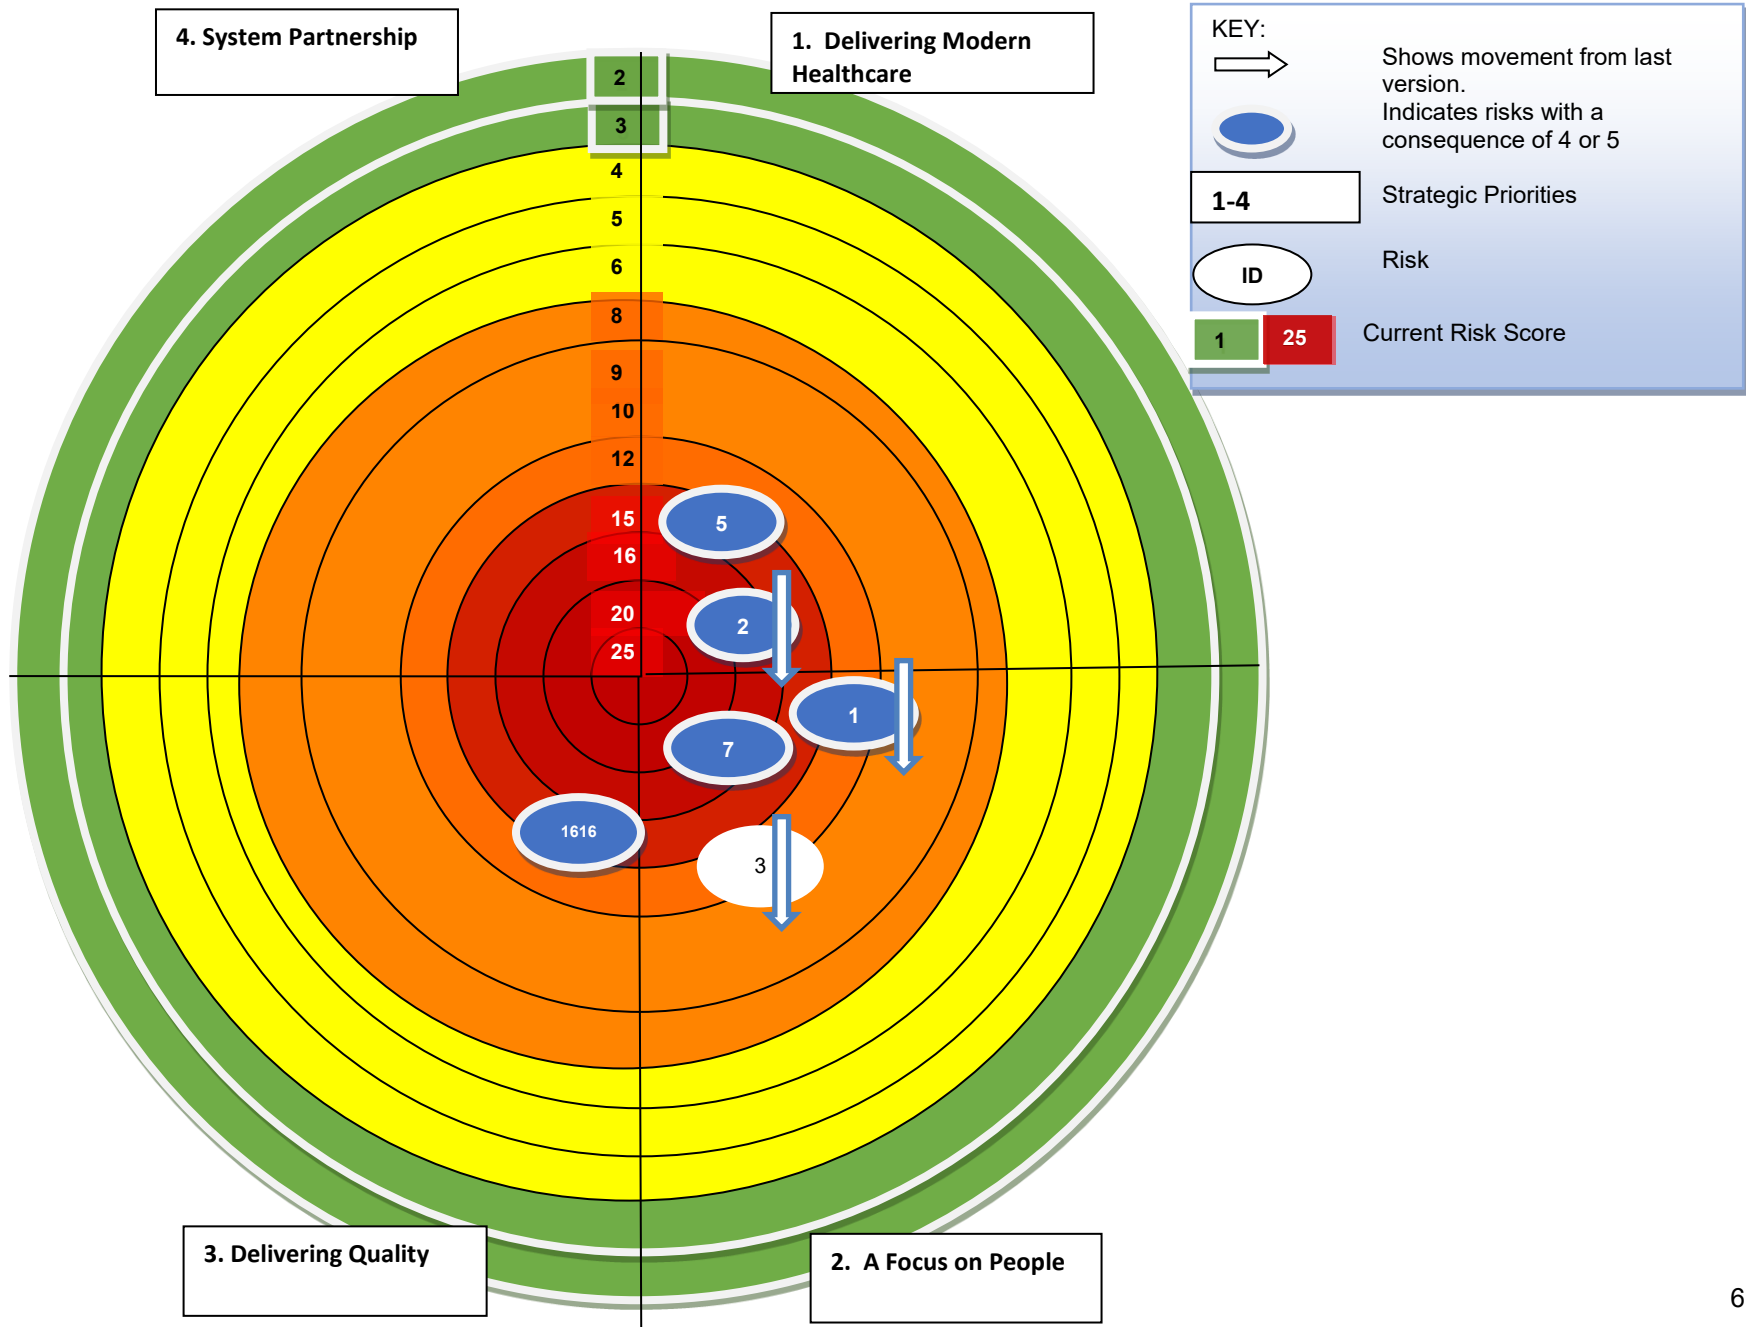 4. System Partnership
1. Delivering Modern
Healthcare
KEY:
Shows movement from last
version.
Indicates risks with a
consequence of 4 or 5
1-4
Strategic Priorities
ID
Risk
1
25
Current Risk Score
2
3
4
5
6
8
9
10
12
15
16
20
25
5
2
1
7
1616
3
3. Delivering Quality
2. A Focus on People
6